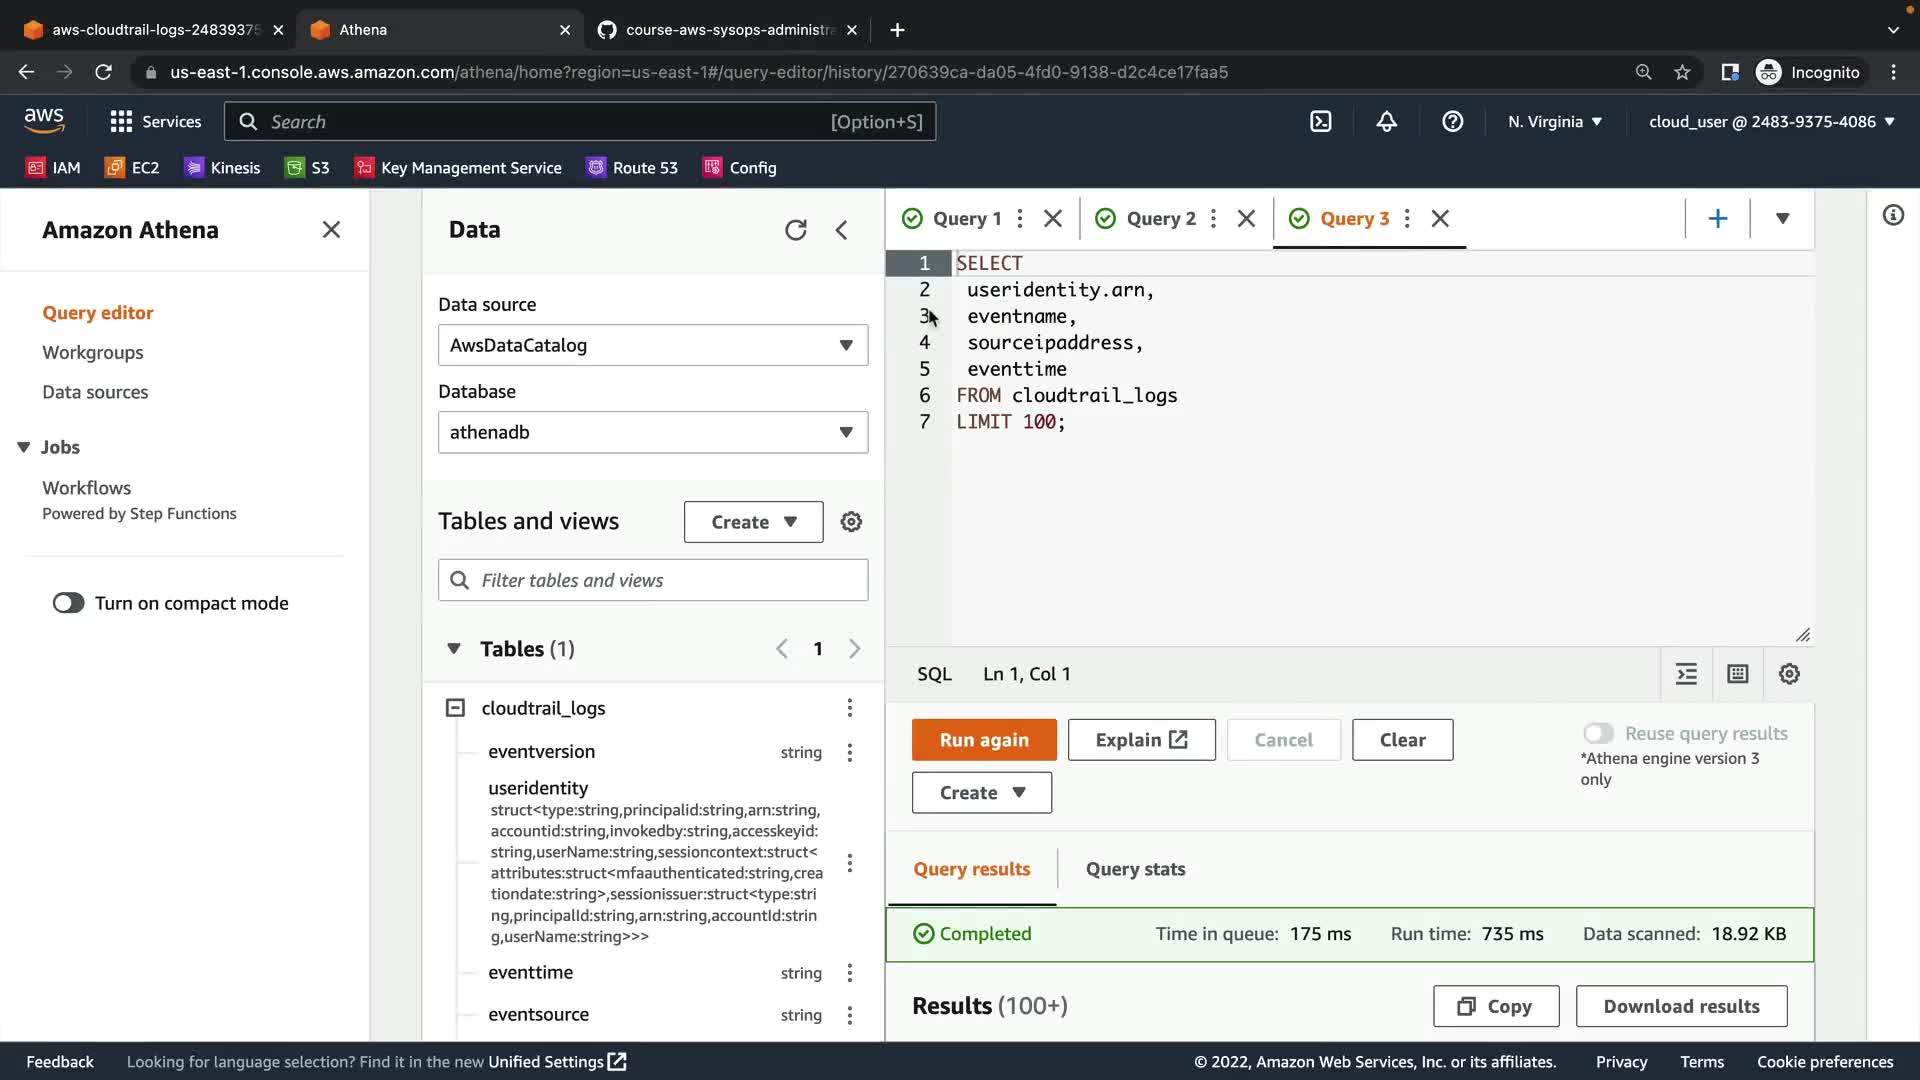 aws-cloudtrail-logs-24839375
Athena
course-aws-sysops-administra
us-east-1.console.aws.amazon.com/athena/home?region=us-east-1#/query-editor/history/270639ca-da05-4fd0-9138-d2c4ce17faa5
Incognito
aws
Services
Search
[Option+S]
N. Virginia
cloud_user @ 2483-9375-4086
IAM
EC2
Kinesis
S3
Key Management Service
Route 53
Config
Amazon Athena
Query editor
Workgroups
Data sources
Jobs
Workflows
Powered by Step Functions
Turn on compact mode
Data
Data source
AwsDataCatalog
Database
athenadb
Tables and views
Create
Filter tables and views
Tables (1)
1
cloudtrail_logs
eventversion string
useridentity
struct<type:string,principalid:string,arn:string,
accountid:string,invokedby:string,accesskeyid:
string,userName:string,sessioncontext:struct<
attributes:struct<mfaauthenticated:string,crea
tiondate:string>,sessionissuer:struct<type:stri
ng,principalId:string,arn:string,accountId:strin
g,userName:string>>>
eventtime string
eventsource string
Query 1
Query 2
Query 3
1 SELECT
2 useridentity.arn,
3 eventname,
4 sourceipaddress,
5 eventtime
6 FROM cloudtrail_logs
7 LIMIT 100;
SQL Ln 1, Col 1
Run again
Explain
Cancel
Clear
Create
Reuse query results
*Athena engine version 3
only
Query results
Query stats
Completed
Time in queue: 175 ms
Run time: 735 ms
Data scanned: 18.92 KB
Results (100+)
Copy
Download results
Feedback
Looking for language selection? Find it in the new Unified Settings
© 2022, Amazon Web Services, Inc. or its affiliates.
Privacy
Terms
Cookie preferences